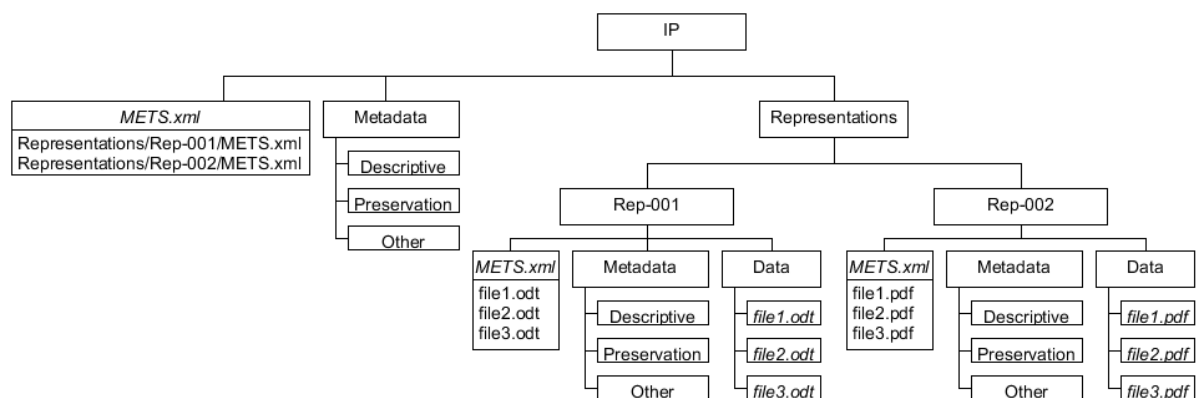 IP
METS.xml
Representations/Rep-001/METS.xml
Representations/Rep-002/METS.xml
Metadata
Descriptive
Preservation
Other
Representations
Rep-001
METS.xml
file1.odt
file2.odt
file3.odt
Metadata
Descriptive
Preservation
Other
Data
file1.odt
file2.odt
file3.odt
Rep-002
METS.xml
file1.pdf
file2.pdf
file3.pdf
Metadata
Descriptive
Preservation
Other
Data
file1.pdf
file2.pdf
file3.pdf